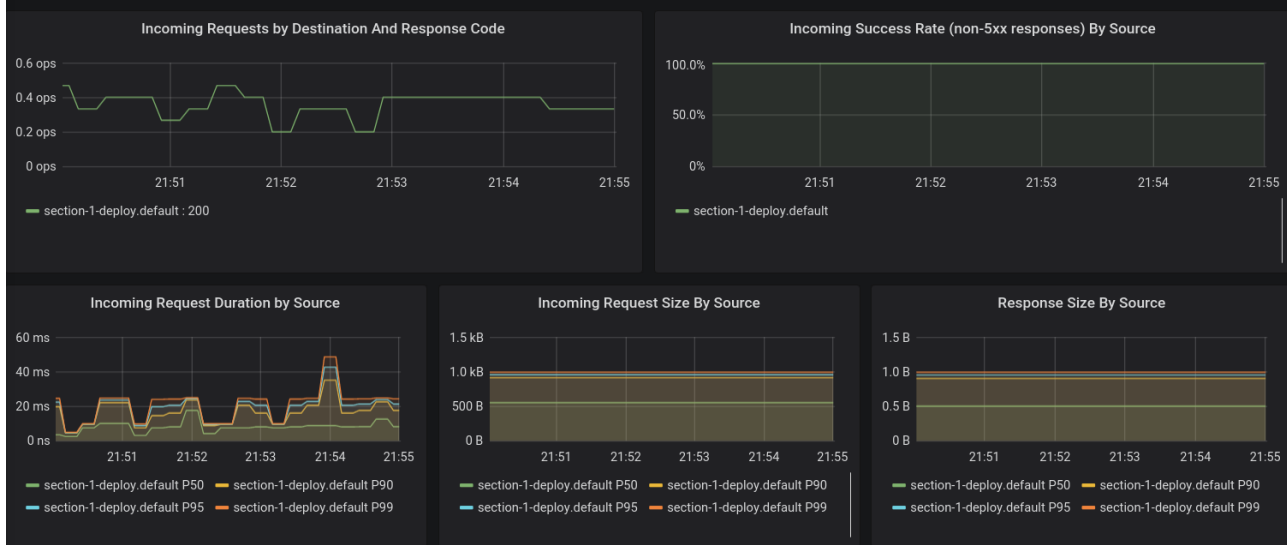 Incoming Requests by Destination And Response Code
0.6 ops
0.4 ops
0.2 ops
0 ops
21:51 21:52 21:53 21:54 21:55
section-1-deploy.default : 200
Incoming Success Rate (non-5xx responses) By Source
100.0%
50.0%
0%
21:51 21:52 21:53 21:54 21:55
section-1-deploy.default
Incoming Request Duration by Source
60 ms
40 ms
20 ms
0 ns
21:51 21:52 21:53 21:54 21:55
section-1-deploy.default P50 section-1-deploy.default P90
section-1-deploy.default P95 section-1-deploy.default P99
Incoming Request Size By Source
1.5 kB
1.0 kB
500 B
0 B
21:51 21:52 21:53 21:54 21:55
section-1-deploy.default P50 section-1-deploy.default P90
section-1-deploy.default P95 section-1-deploy.default P99
Response Size By Source
1.5 B
1.0 B
0.5 B
0 B
21:51 21:52 21:53 21:54 21:55
section-1-deploy.default P50 section-1-deploy.default P90
section-1-deploy.default P95 section-1-deploy.default P99